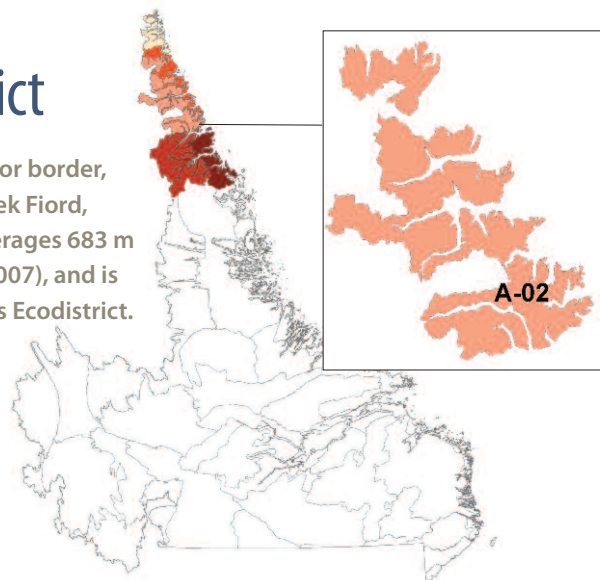 ict
or border,
ek Fiord,
erages 683 m
007), and is
s Ecodistrict.
A-02